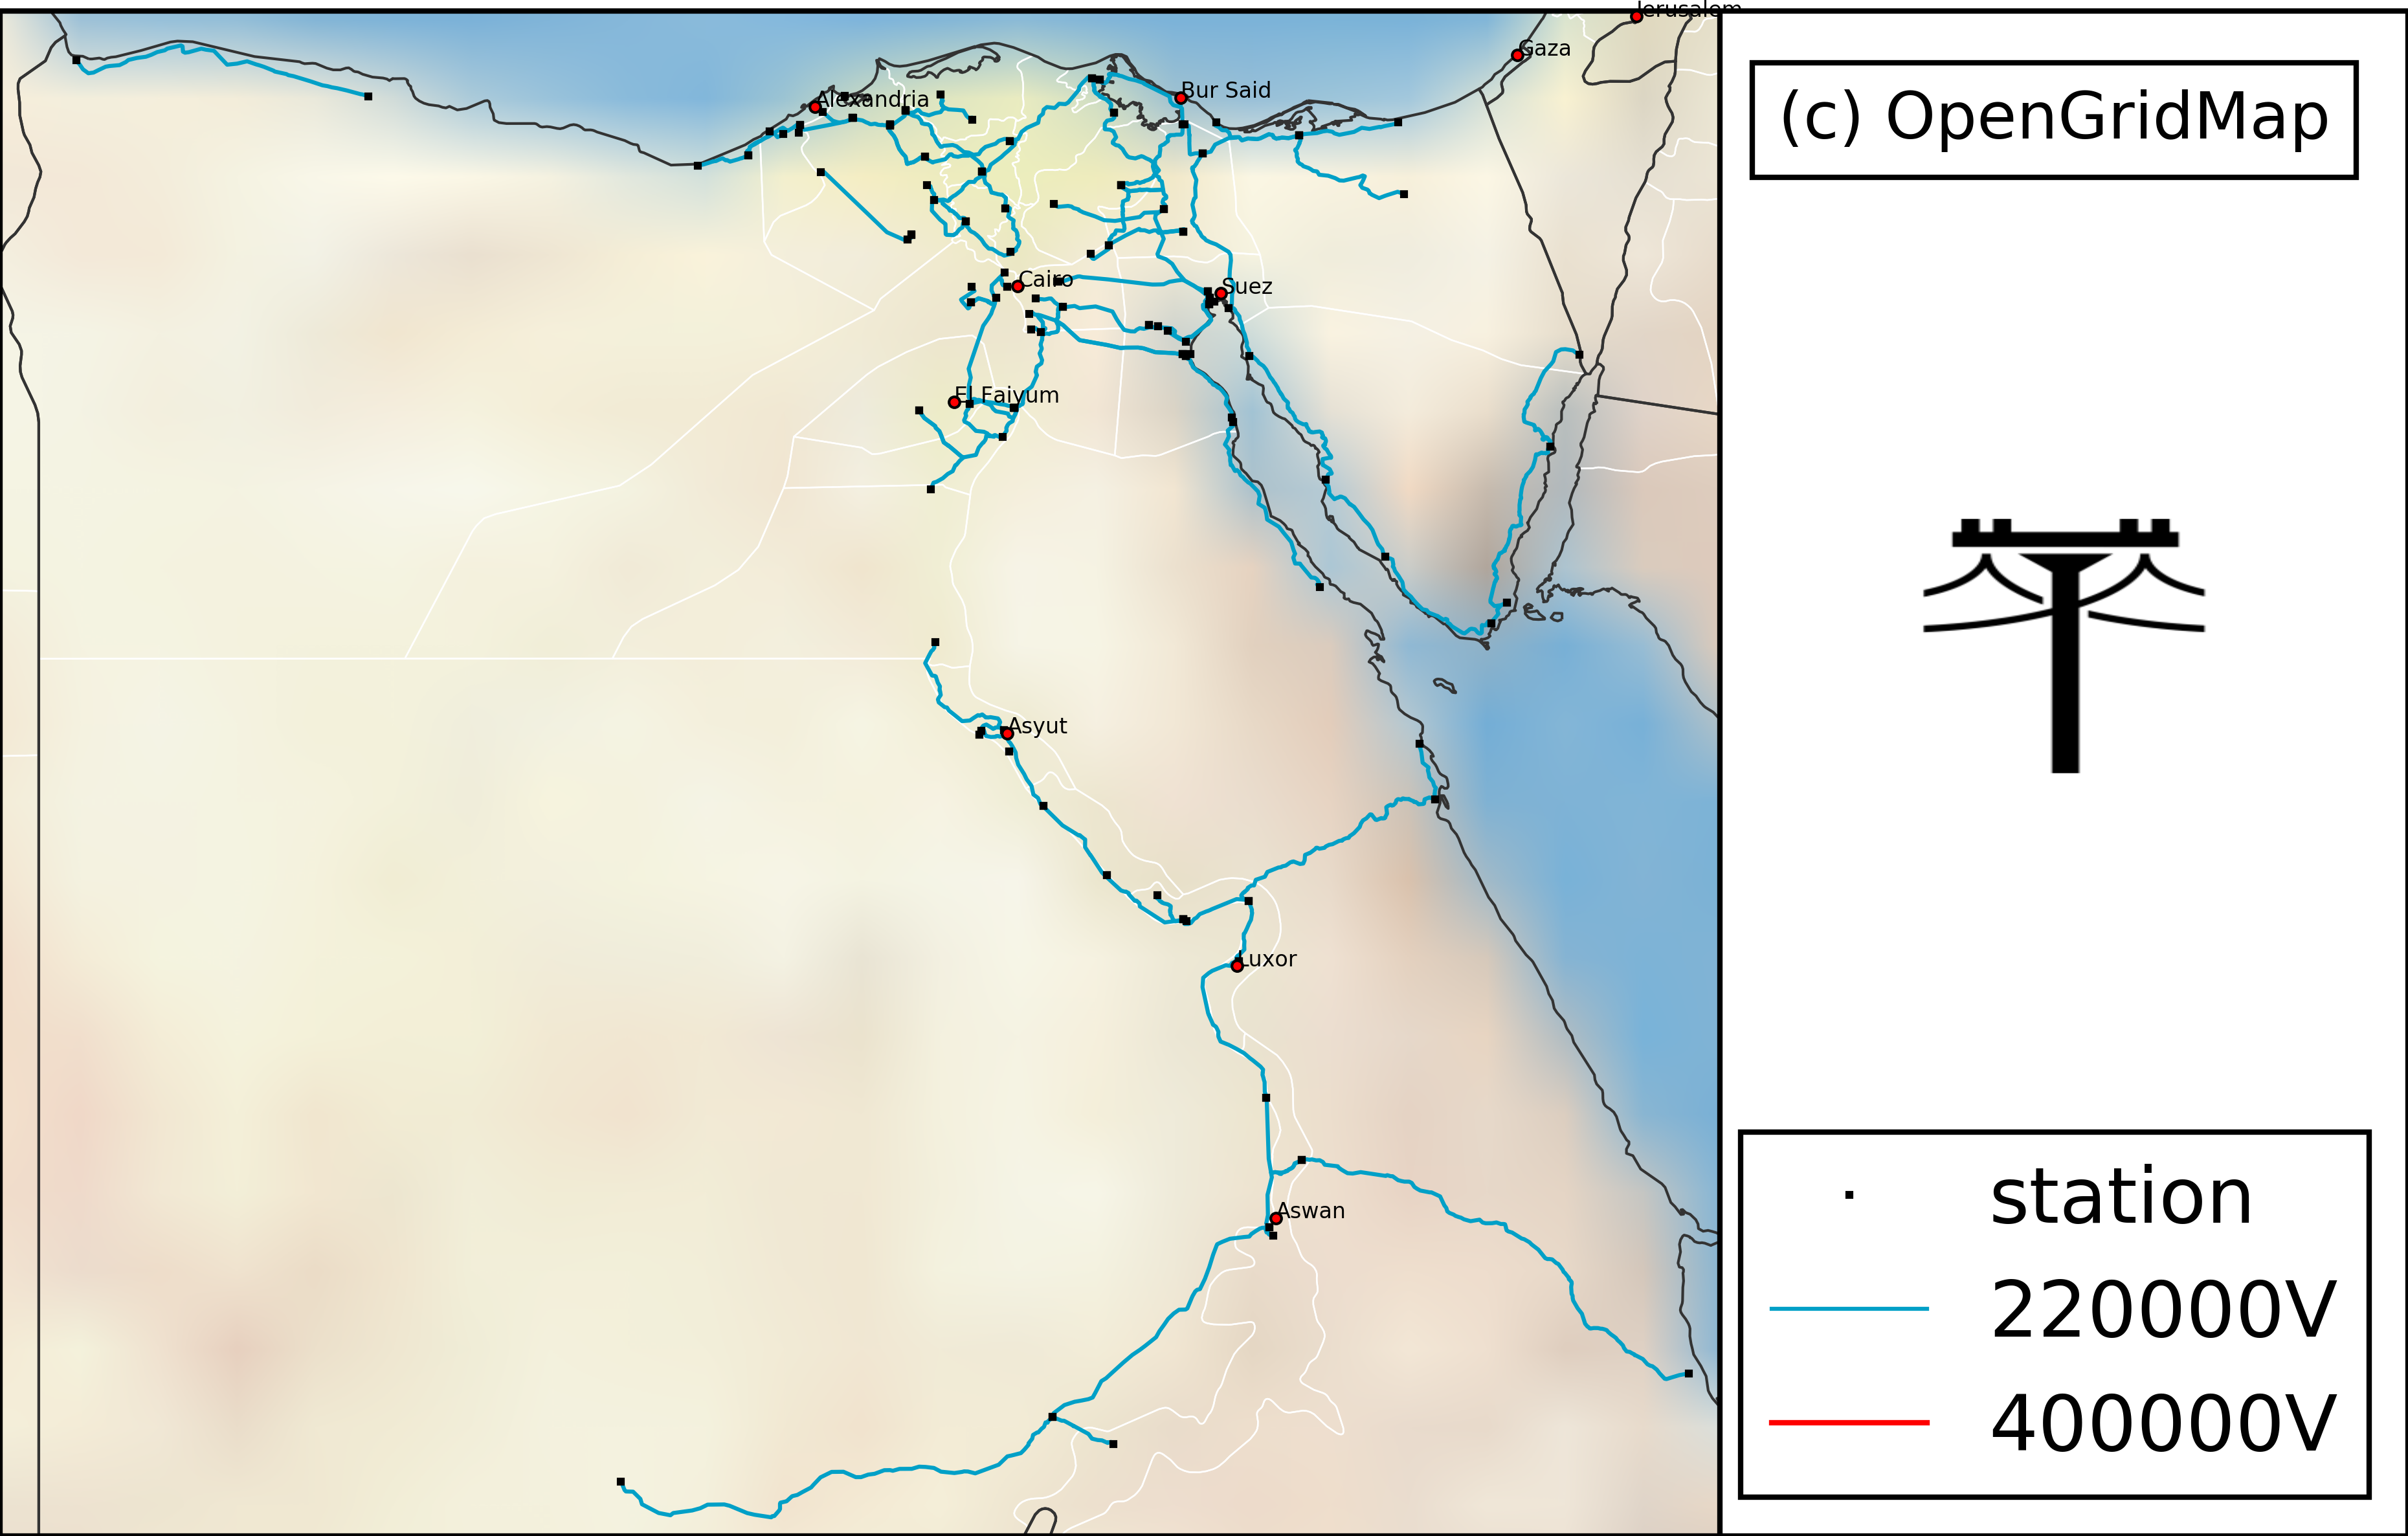 Jerusalem
Gaza
Bur Said
Alexandria
Cairo
Suez
El Faiyum
Asyut
Luxor
Aswan
(c) OpenGridMap
station
220000V
400000V